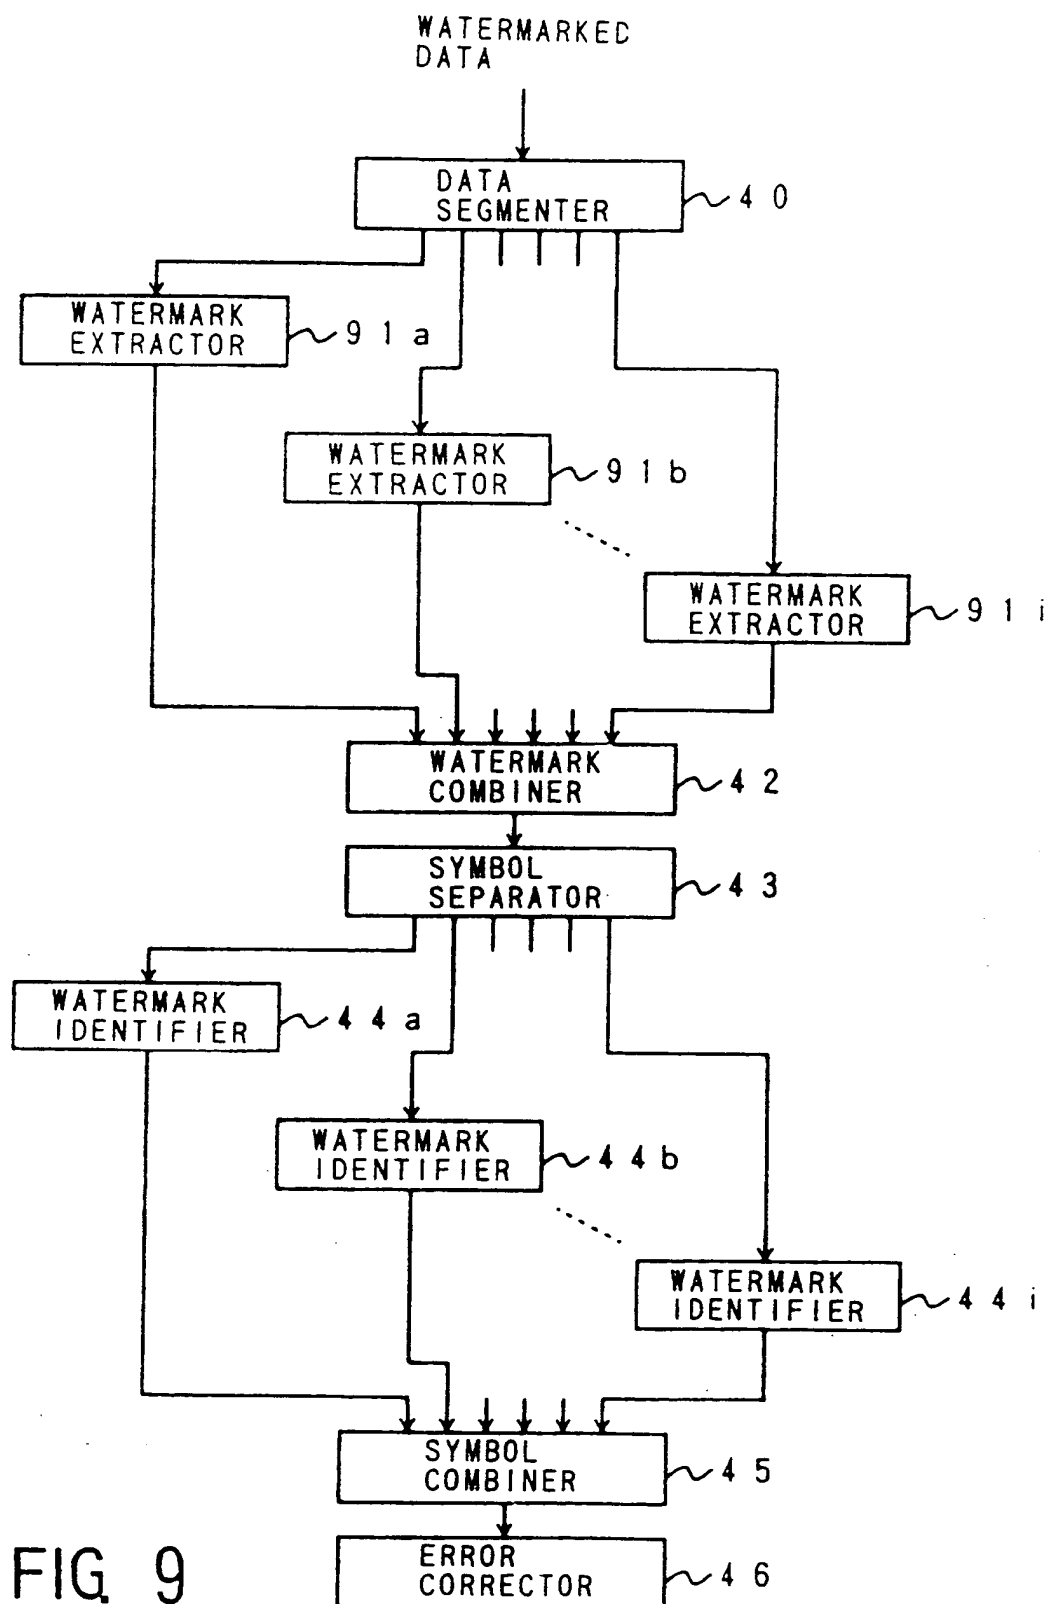 WATERMARKED
DATA
DATA
SEGMENTER
40
WATERMARK
EXTRACTOR
91a
WATERMARK
EXTRACTOR
91b
WATERMARK
EXTRACTOR
91i
WATERMARK
COMBINER
42
SYMBOL
SEPARATOR
43
WATERMARK
IDENTIFIER
44a
WATERMARK
IDENTIFIER
44b
WATERMARK
IDENTIFIER
44i
SYMBOL
COMBINER
45
ERROR
CORRECTOR
46
FIG. 9